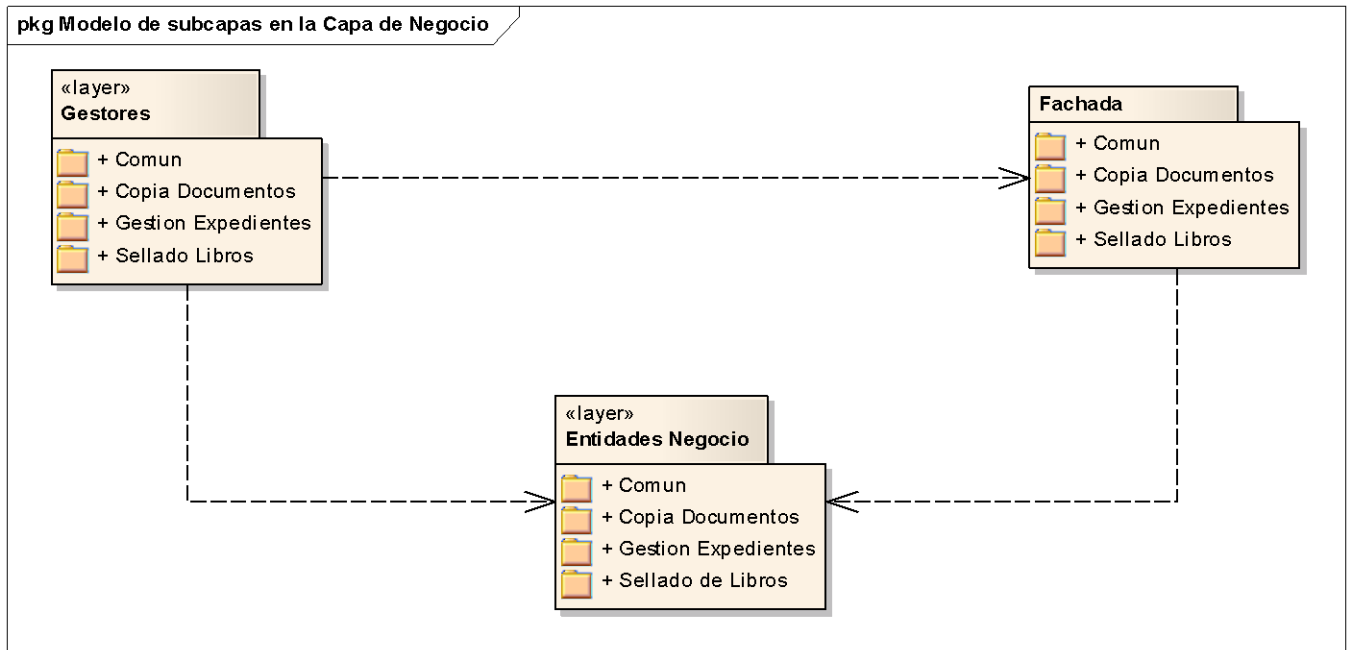 pkg Modelo de subcapas en la Capa de Negocio
«layer»
Gestores
+ Comun
+ Copia Documentos
+ Gestion Expedientes
+ Sellado Libros
Fachada
+ Comun
+ Copia Documentos
+ Gestion Expedientes
+ Sellado Libros
«layer»
Entidades Negocio
+ Comun
+ Copia Documentos
+ Gestion Expedientes
+ Sellado de Libros